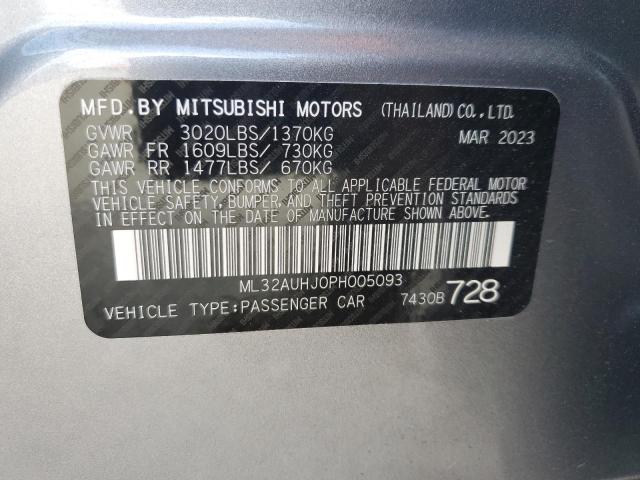 MFD.BY MITSUBISHI MOTORS (THAILAND)CO.,LTD.
GVWR 3020LBS/1370KG MAR 2023
GAWR FR 1609LBS/ 730KG
GAWR RR 1477LBS/ 670KG
THIS VEHICLE CONFORMS TO ALL APPLICABLE FEDERAL MOTOR
VEHICLE SAFETY, BUMPER, AND THEFT PREVENTION STANDARDS
IN EFFECT ON THE DATE OF MANUFACTURE SHOWN ABOVE.
ML32AUHJ0PH005093
VEHICLE TYPE:PASSENGER CAR 7430B 728